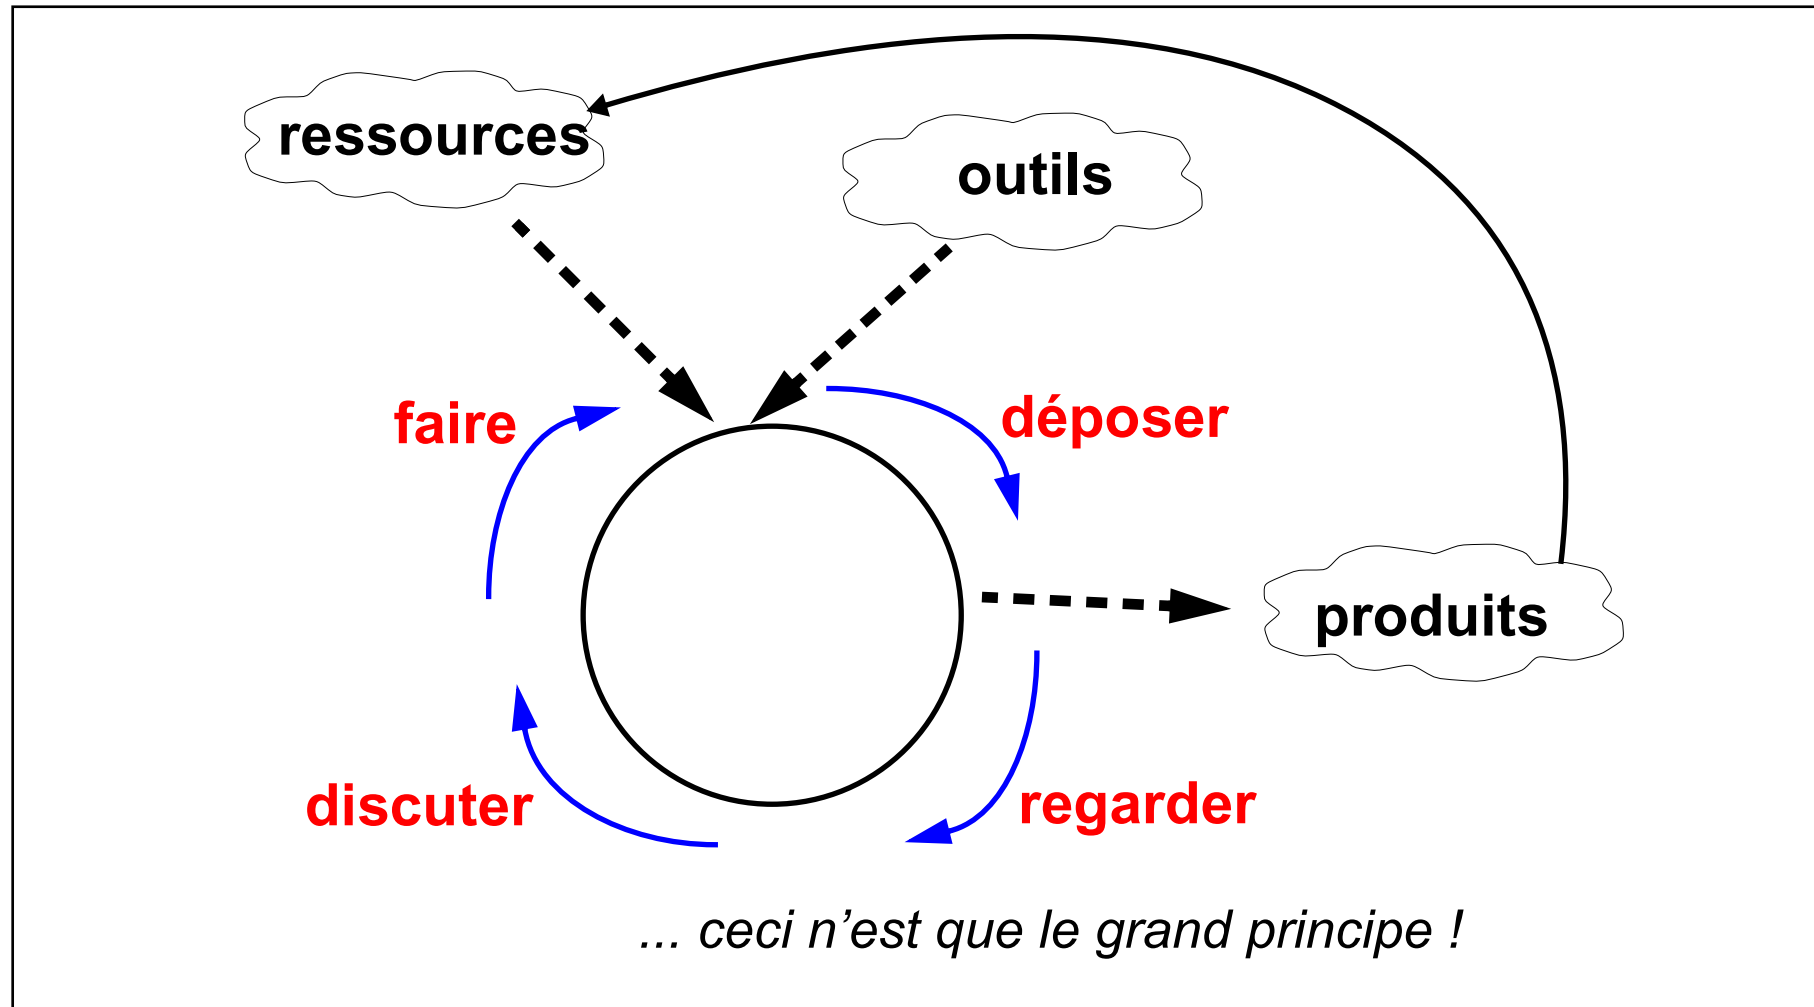 ressources
outils
faire
déposer
produits
discuter
regarder
... ceci n’est que le grand principe !